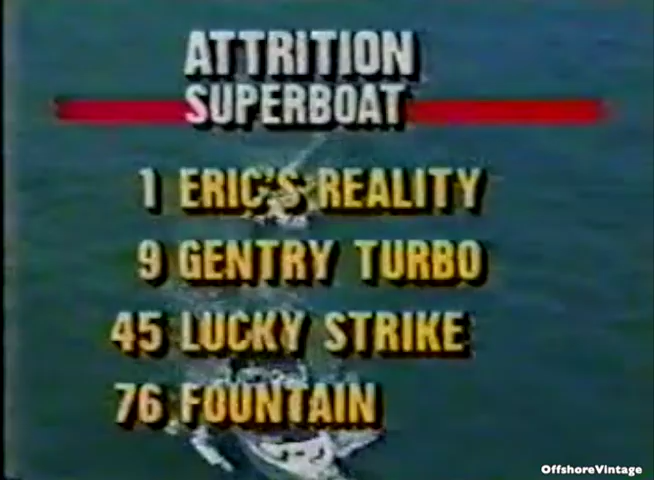 ATTRITION
SUPERBOAT
1 ERIC'S REALITY
9 GENTRY TURBO
45 LUCKY STRIKE
76 FOUNTAIN
OffshoreVintage